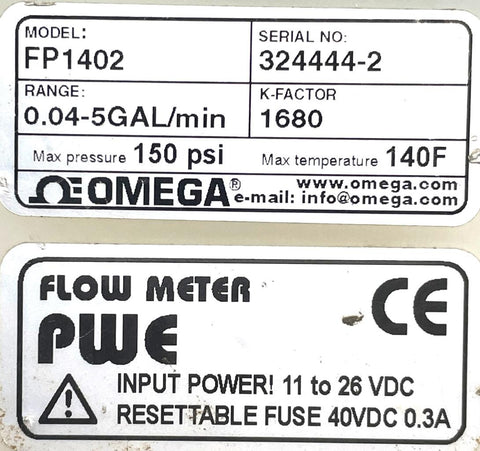 MODEL: SERIAL NO:
FP1402 324444-2
RANGE: K-FACTOR
0.04-5GAL/min 1680
Max pressure 150 psi Max temperature 140F
OMEGA® www.omega.com
e-mail: info@omega.com
FLOW METER CE
PWE
INPUT POWER! 11 to 26 VDC
RESETTABLE FUSE 40VDC 0.3A